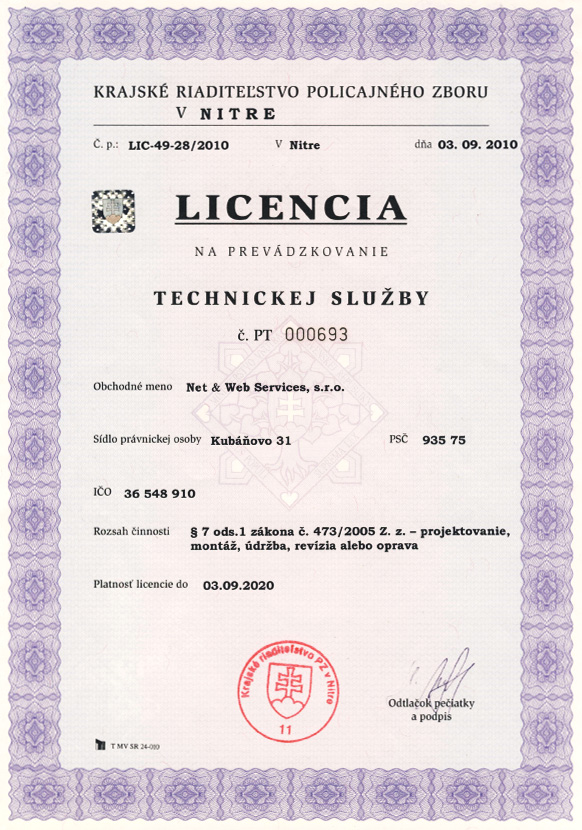 KRAJSKÉ RIADITEĽSTVO POLICAJNÉHO ZBORU
V NITRE
Č. p.: LIC-49-28/2010 V Nitre dňa 03. 09. 2010
LICENCIA
NA PREVÁDZKOVANIE
TECHNICKEJ SLUŽBY
č. PT 000693
Obchodné meno Net & Web Services, s.r.o.
Sídlo právnickej osoby Kubáňovo 31 PSČ 935 75
IČO 36 548 910
Rozsah činnosti § 7 ods.1 zákona č. 473/2005 Z. z. – projektovanie,
montáž, údržba, revízia alebo oprava
Platnosť licencie do 03.09.2020
Krajské riaditeľstvo PZ v Nitre
11
Odtlačok pečiatky
a podpis
T MV SR 24-010